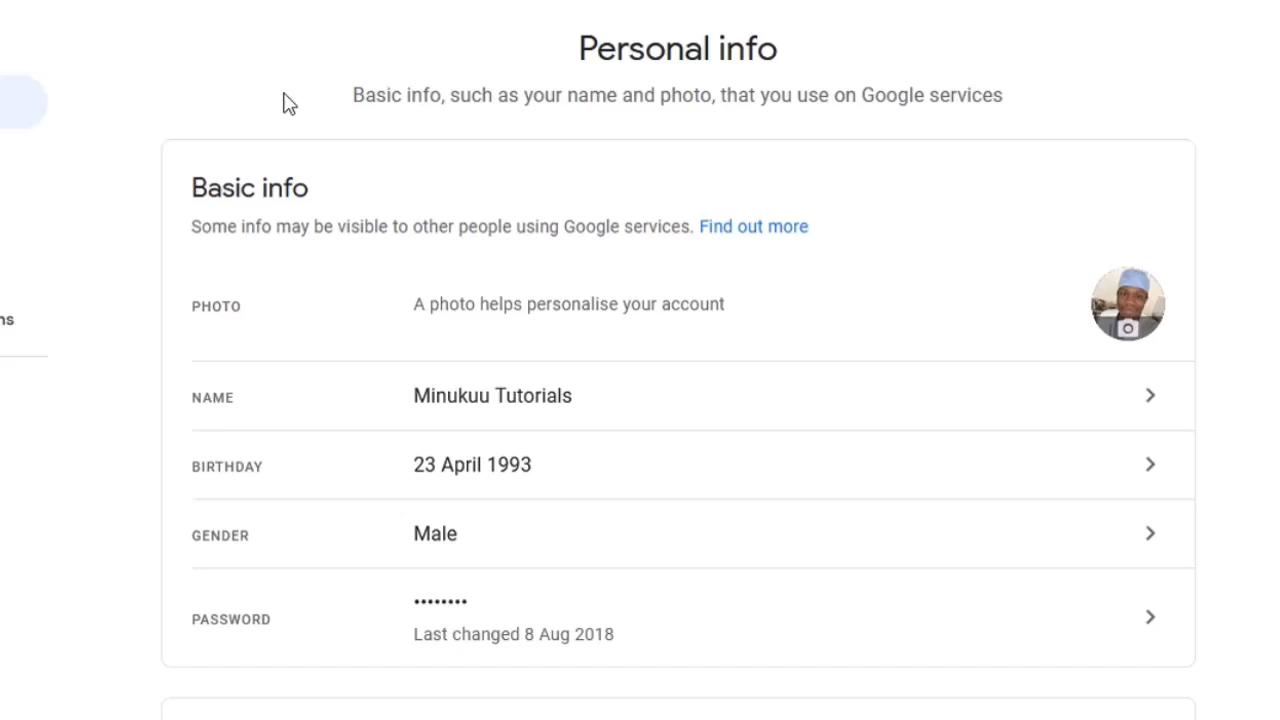 Personal info
Basic info, such as your name and photo, that you use on Google services
Basic info
Some info may be visible to other people using Google services. Find out more
PHOTO A photo helps personalise your account
ns
NAME Minukuu Tutorials
BIRTHDAY 23 April 1993
GENDER Male
PASSWORD ••••••••
Last changed 8 Aug 2018